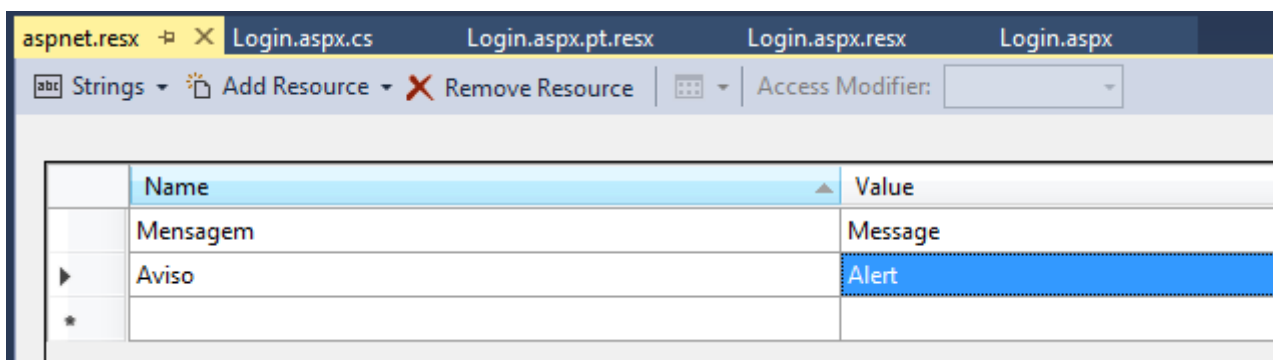 aspnet.resx Login.aspx.cs Login.aspx.pt.resx Login.aspx.resx Login.aspx
abc Strings Add Resource Remove Resource Access Modifier:
Name Value
Mensagem Message
Aviso Alert